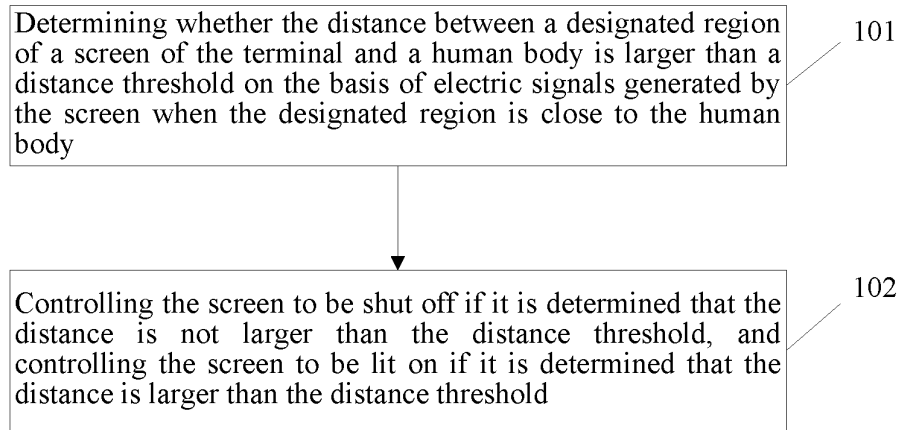 Determining whether the distance between a designated region
of a screen of the terminal and a human body is larger than a
distance threshold on the basis of electric signals generated by
the screen when the designated region is close to the human
body
101
Controlling the screen to be shut off if it is determined that the
distance is not larger than the distance threshold, and
controlling the screen to be lit on if it is determined that the
distance is larger than the distance threshold
102